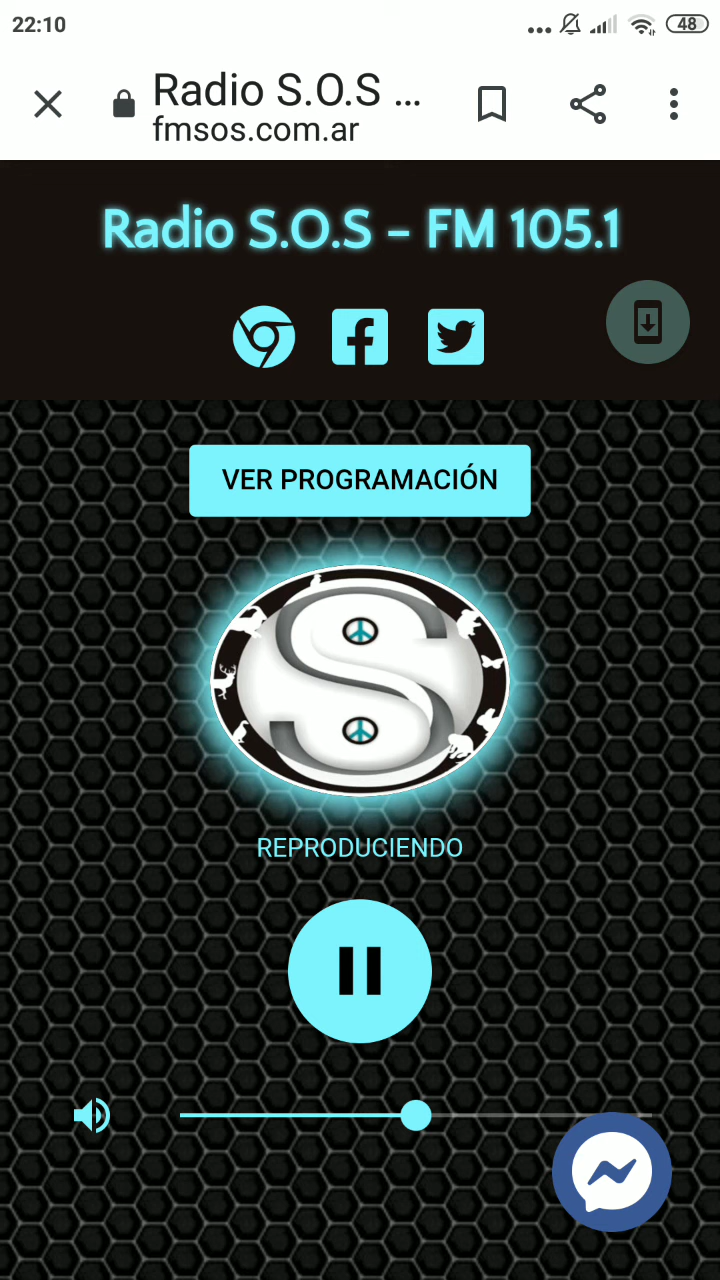 22:10
48
Radio S.O.S ...
fmsos.com.ar
Radio S.O.S - FM 105.1
VER PROGRAMACIÓN
S
S
REPRODUCIENDO